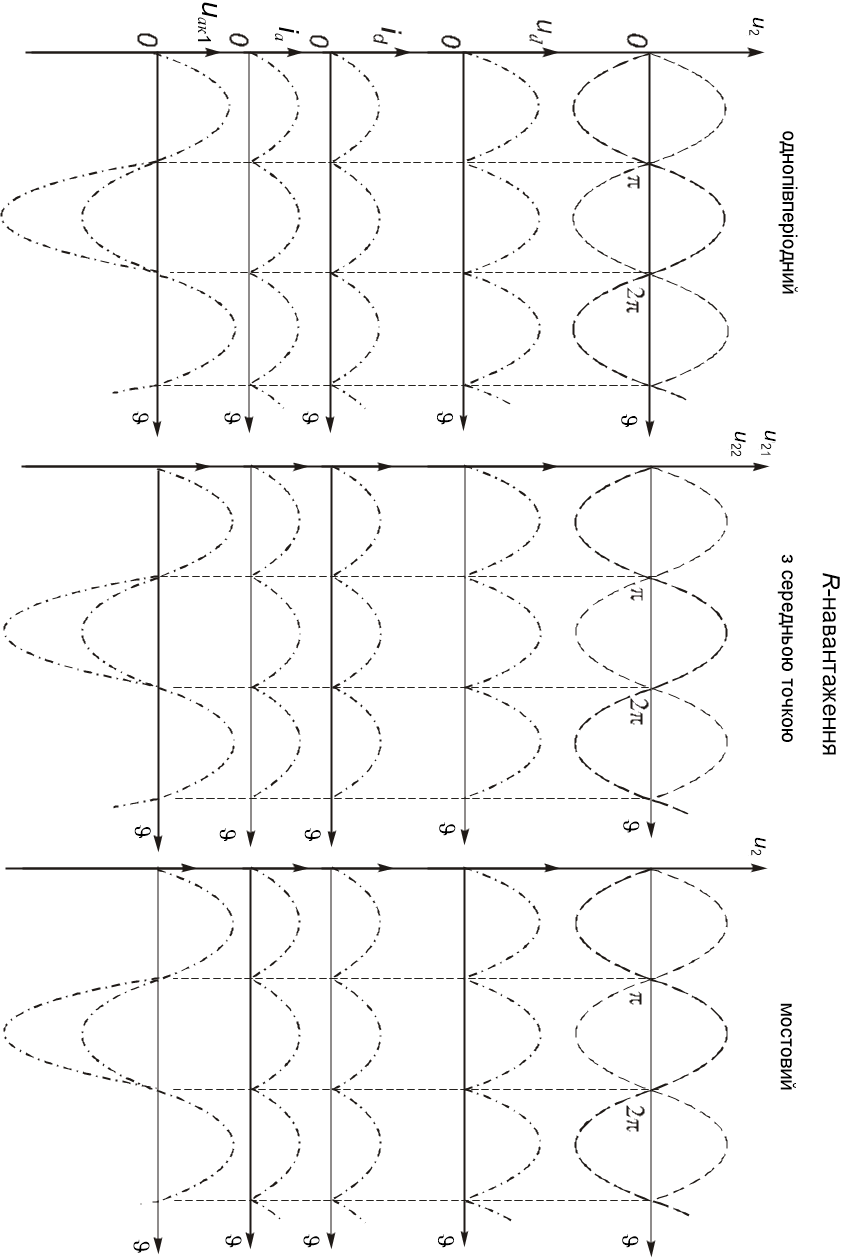 R-навантаження
однопівперіодний
з середньою точкою
мостовий
u2
0
π
2π
ϑ
u21
u22
π
2π
ϑ
u2
π
2π
ϑ
ud
0
ϑ
ϑ
ϑ
id
0
ϑ
ϑ
ϑ
ia
0
ϑ
ϑ
ϑ
uак1
0
ϑ
ϑ
ϑ